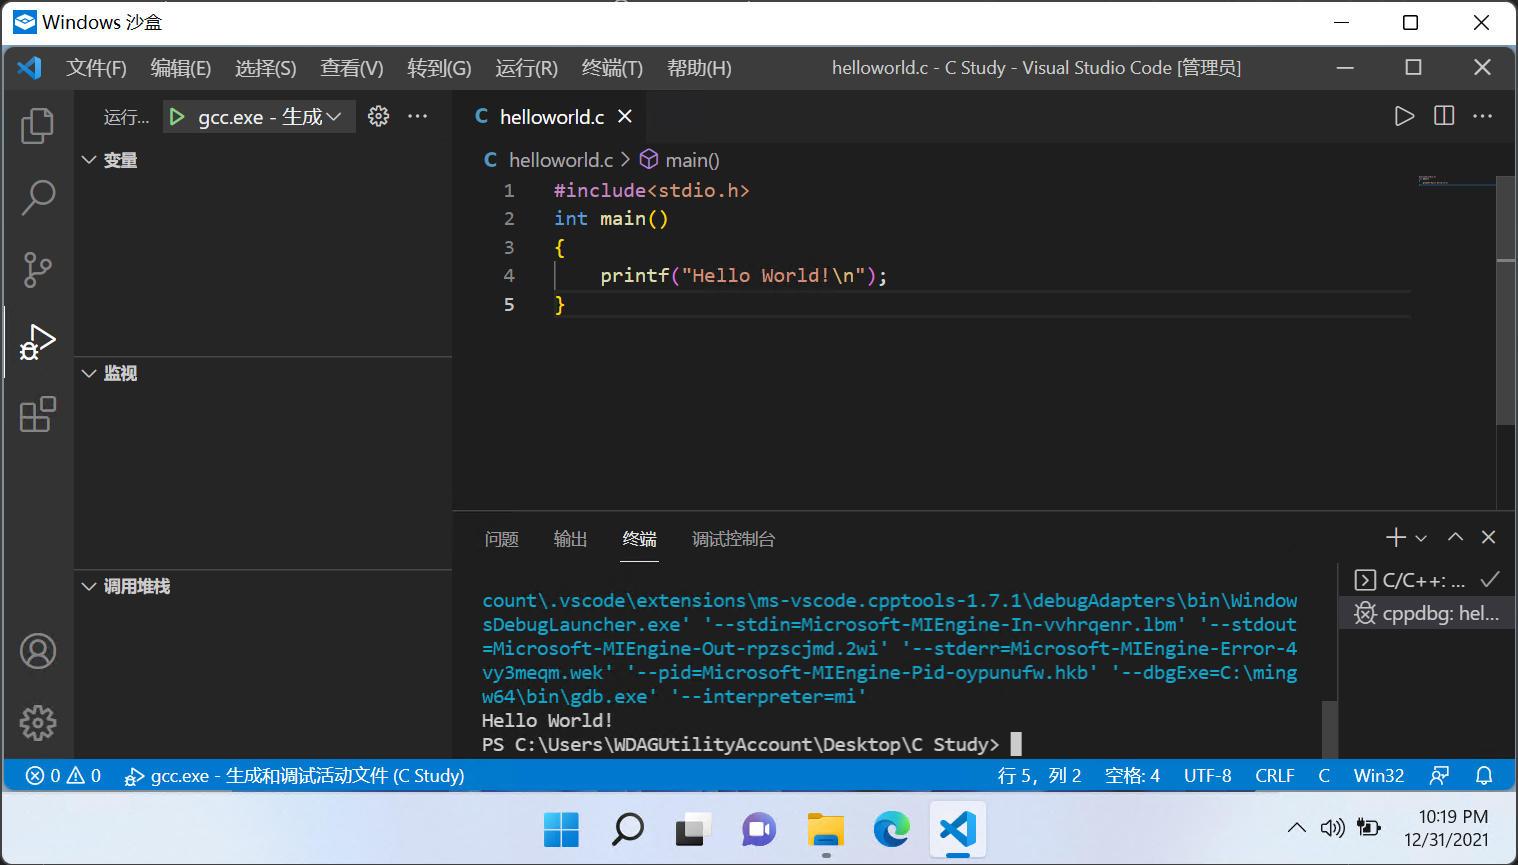 Windows 沙盒
文件(F) 编辑(E) 选择(S) 查看(V) 转到(G) 运行(R) 终端(T) 帮助(H) helloworld.c - C Study - Visual Studio Code [管理员]
运行... gcc.exe - 生成 ...
C helloworld.c
变量
C helloworld.c > main()
1 #include<stdio.h>
2 int main()
3 {
4 printf("Hello World!\n");
5 }
监视
调用堆栈
问题 输出 终端 调试控制台
count\.vscode\extensions\ms-vscode.cpptools-1.7.1\debugAdapters\bin\Window
sDebugLauncher.exe' '--stdin=Microsoft-MIEngine-In-vvhrqenr.lbm' '--stdout
=Microsoft-MIEngine-Out-rpzscjmd.2wi' '--stderr=Microsoft-MIEngine-Error-4
vy3meqm.wek' '--pid=Microsoft-MIEngine-Pid-oypunufw.hkb' '--dbgExe=C:\ming
w64\bin\gdb.exe' '--interpreter=mi'
Hello World!
PS C:\Users\WDAGUtilityAccount\Desktop\C Study>
C/C++: ...
cppdbg: hel...
0 0 gcc.exe - 生成和调试活动文件 (C Study) 行 5，列 2 空格: 4 UTF-8 CRLF C Win32
10:19 PM
12/31/2021